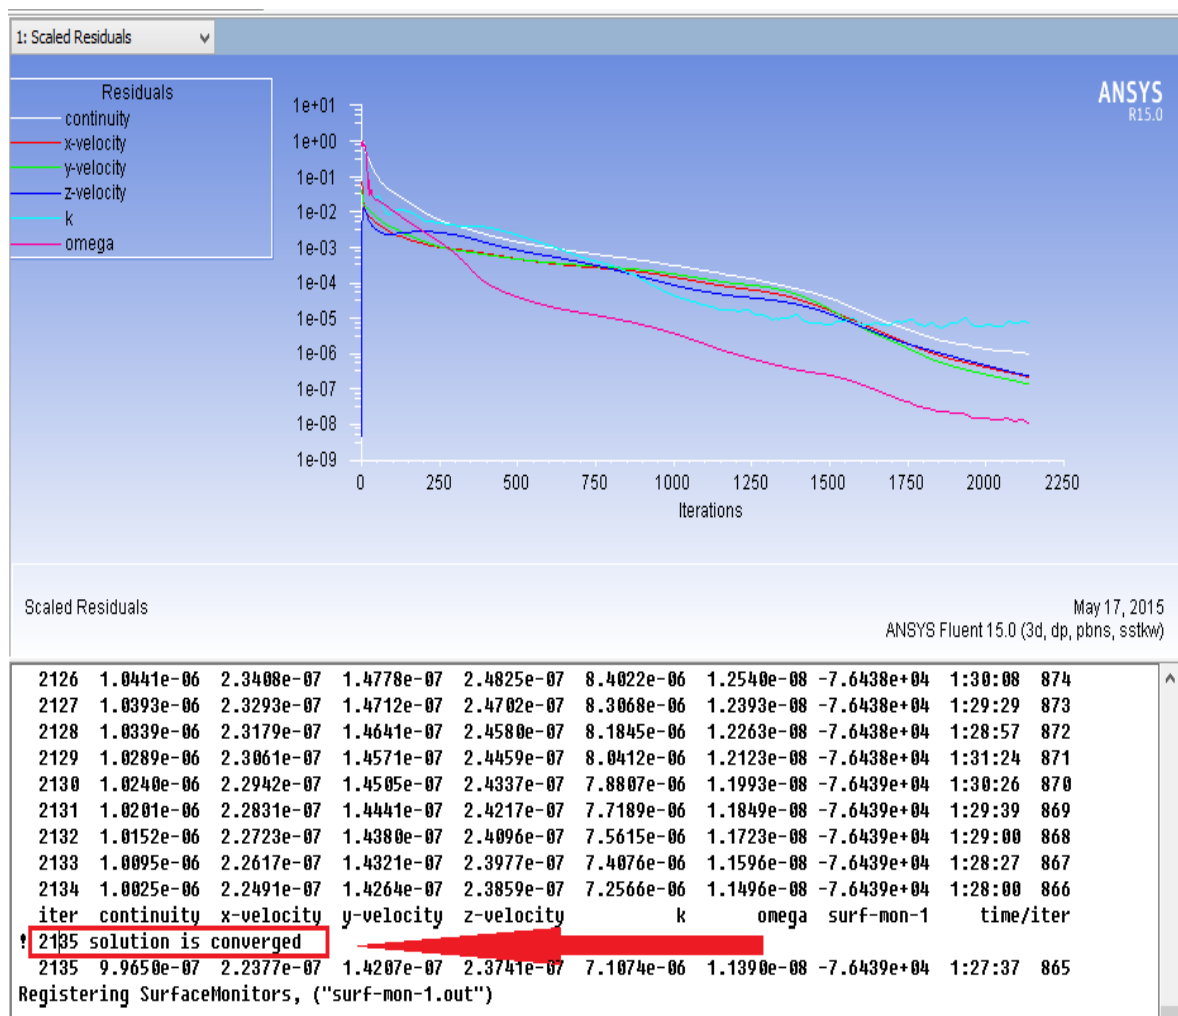 1: Scaled Residuals
Residuals
continuity
x-velocity
y-velocity
z-velocity
k
omega
ANSYS
R15.0
1e+01
1e+00
1e-01
1e-02
1e-03
1e-04
1e-05
1e-06
1e-07
1e-08
1e-09
0 250 500 750 1000 1250 1500 1750 2000 2250
Iterations
Scaled Residuals
May 17, 2015
ANSYS Fluent 15.0 (3d, dp, pbns, sstkw)
2126 1.0441e-06 2.3408e-07 1.4778e-07 2.4825e-07 8.4022e-06 1.2540e-08 -7.6438e+04 1:30:08 874
2127 1.0393e-06 2.3293e-07 1.4712e-07 2.4702e-07 8.3068e-06 1.2393e-08 -7.6438e+04 1:29:29 873
2128 1.0339e-06 2.3179e-07 1.4641e-07 2.4580e-07 8.1845e-06 1.2263e-08 -7.6438e+04 1:28:57 872
2129 1.0289e-06 2.3061e-07 1.4571e-07 2.4459e-07 8.0412e-06 1.2123e-08 -7.6438e+04 1:31:24 871
2130 1.0240e-06 2.2942e-07 1.4505e-07 2.4337e-07 7.8807e-06 1.1993e-08 -7.6439e+04 1:30:26 870
2131 1.0201e-06 2.2831e-07 1.4441e-07 2.4217e-07 7.7189e-06 1.1849e-08 -7.6439e+04 1:29:39 869
2132 1.0152e-06 2.2723e-07 1.4380e-07 2.4096e-07 7.5615e-06 1.1723e-08 -7.6439e+04 1:29:00 868
2133 1.0095e-06 2.2617e-07 1.4321e-07 2.3977e-07 7.4076e-06 1.1596e-08 -7.6439e+04 1:28:27 867
2134 1.0025e-06 2.2491e-07 1.4264e-07 2.3859e-07 7.2566e-06 1.1496e-08 -7.6439e+04 1:28:00 866
iter continuity x-velocity y-velocity z-velocity k omega surf-mon-1 time/iter
! 2135 solution is converged
2135 9.9650e-07 2.2377e-07 1.4207e-07 2.3741e-07 7.1074e-06 1.1390e-08 -7.6439e+04 1:27:37 865
Registering SurfaceMonitors, ("surf-mon-1.out")